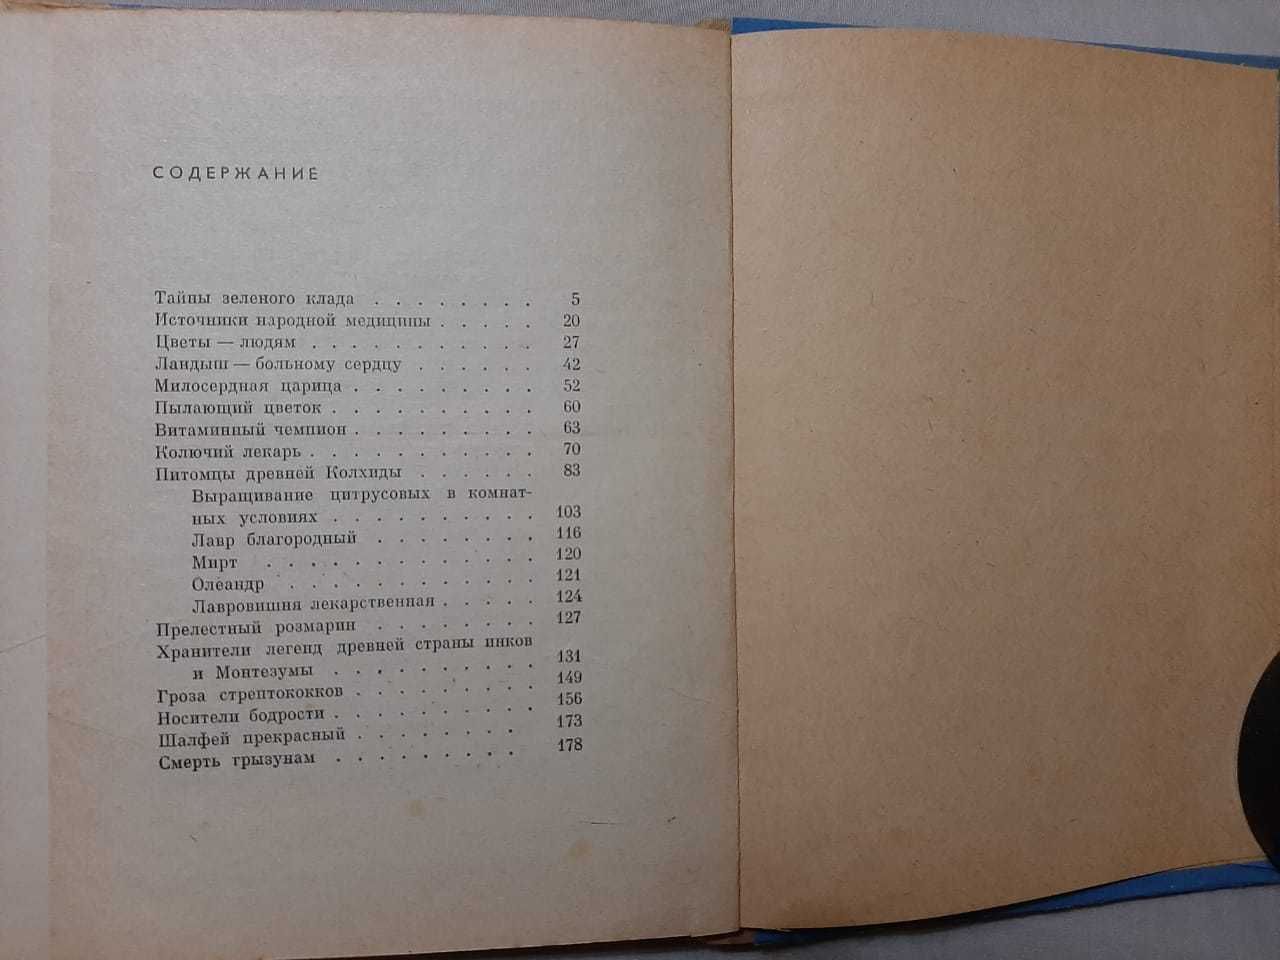 СОДЕРЖАНИЕ
Тайны зеленого клада . . . . . . . . 5
Источники народной медицины . . . . . 20
Цветы — людям . . . . . . . . . . . 27
Ландыш — больному сердцу . . . . . . 42
Милосердная царица . . . . . . . . . 52
Пылающий цветок . . . . . . . . . . 60
Витаминный чемпион . . . . . . . . . 63
Колючий лекарь . . . . . . . . . . . 70
Питомцы древней Колхиды . . . . . . 83
Выращивание цитрусовых в комнат-
ных условиях . . . . . . . . . . 103
Лавр благородный . . . . . . . . 116
Мирт . . . . . . . . . . . . . 120
Олеандр . . . . . . . . . . . . 121
Лавровишня лекарственная . . . . . 124
Прелестный розмарин . . . . . . . . 127
Хранители легенд древней страны инков
и Монтезумы . . . . . . . . . . 131
Гроза стрептококков . . . . . . . . . 149
Носители бодрости . . . . . . . . . . 156
Шалфей прекрасный . . . . . . . . 173
Смерть грызунам . . . . . . . . . 178